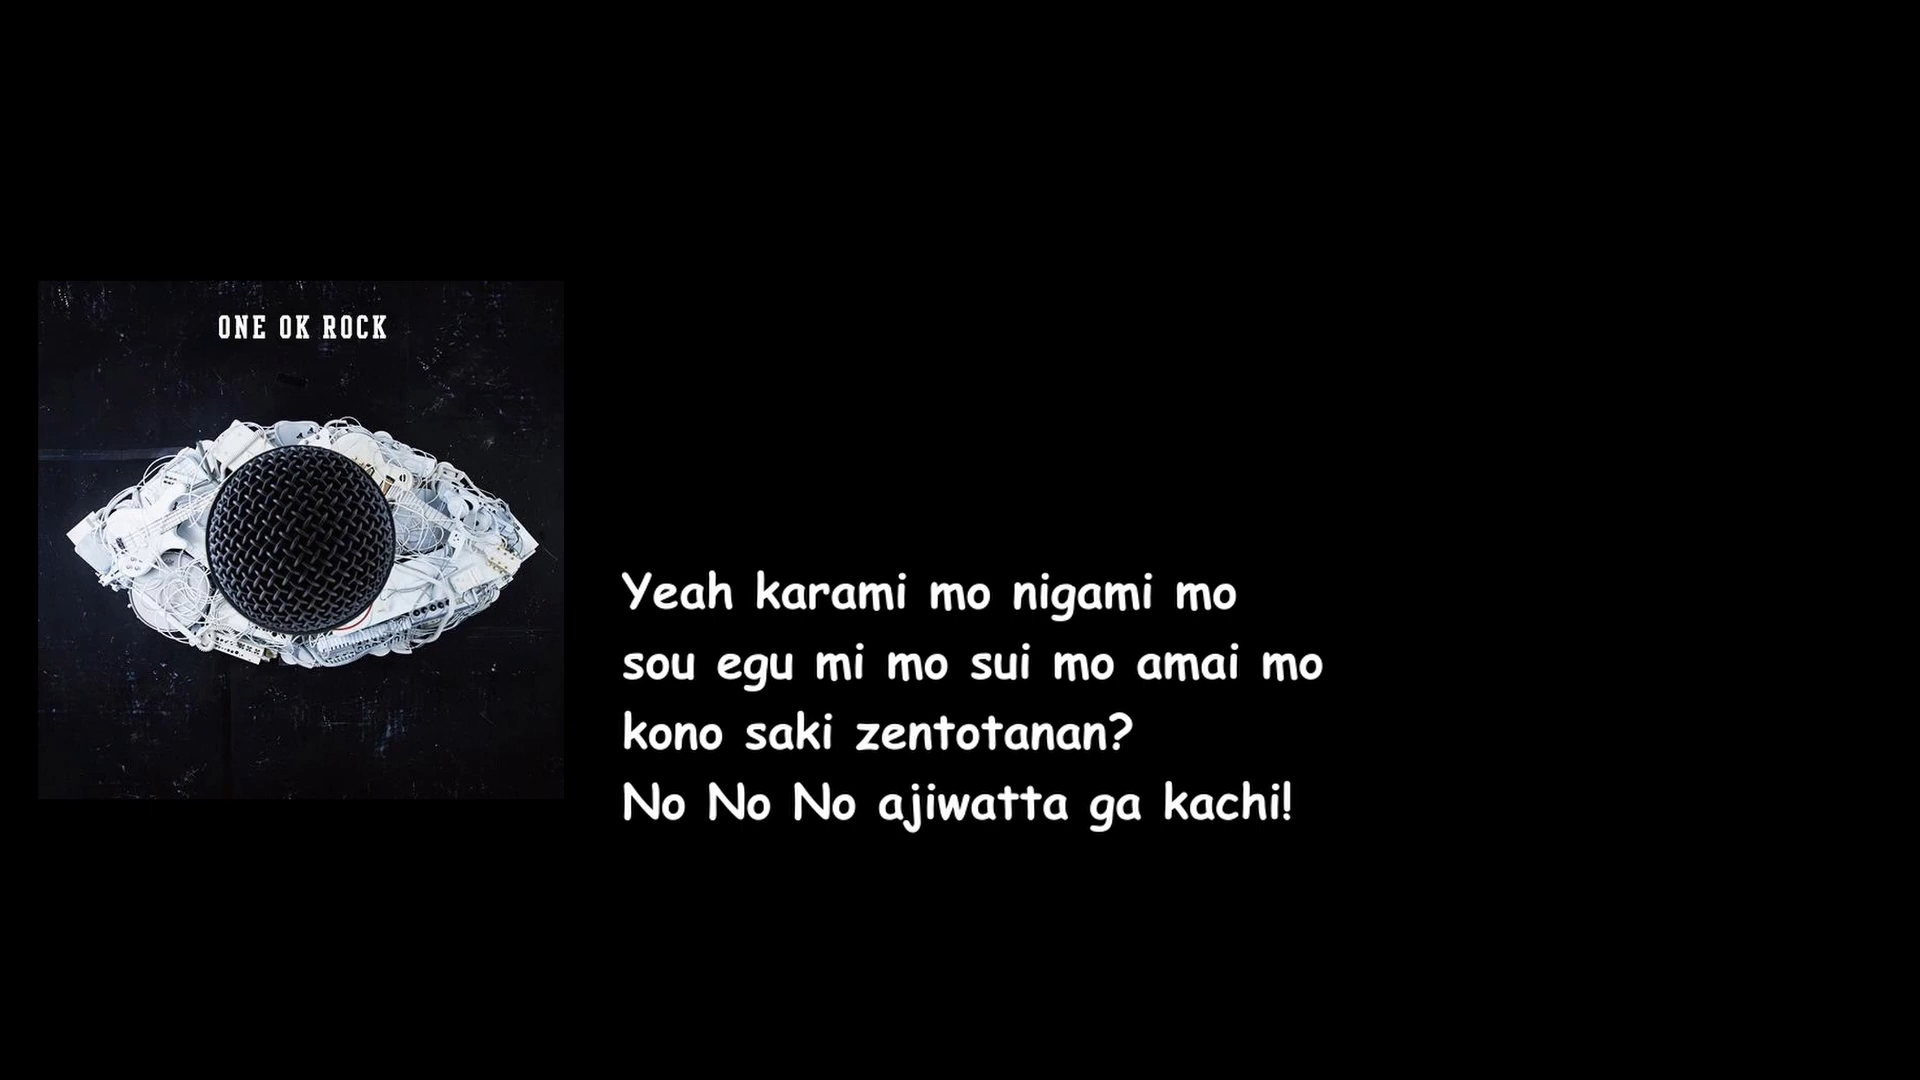 ONE OK ROCK
Yeah karami mo nigami mo
sou egu mi mo sui mo amai mo
kono saki zentotanan?
No No No ajiwatta ga kachi!